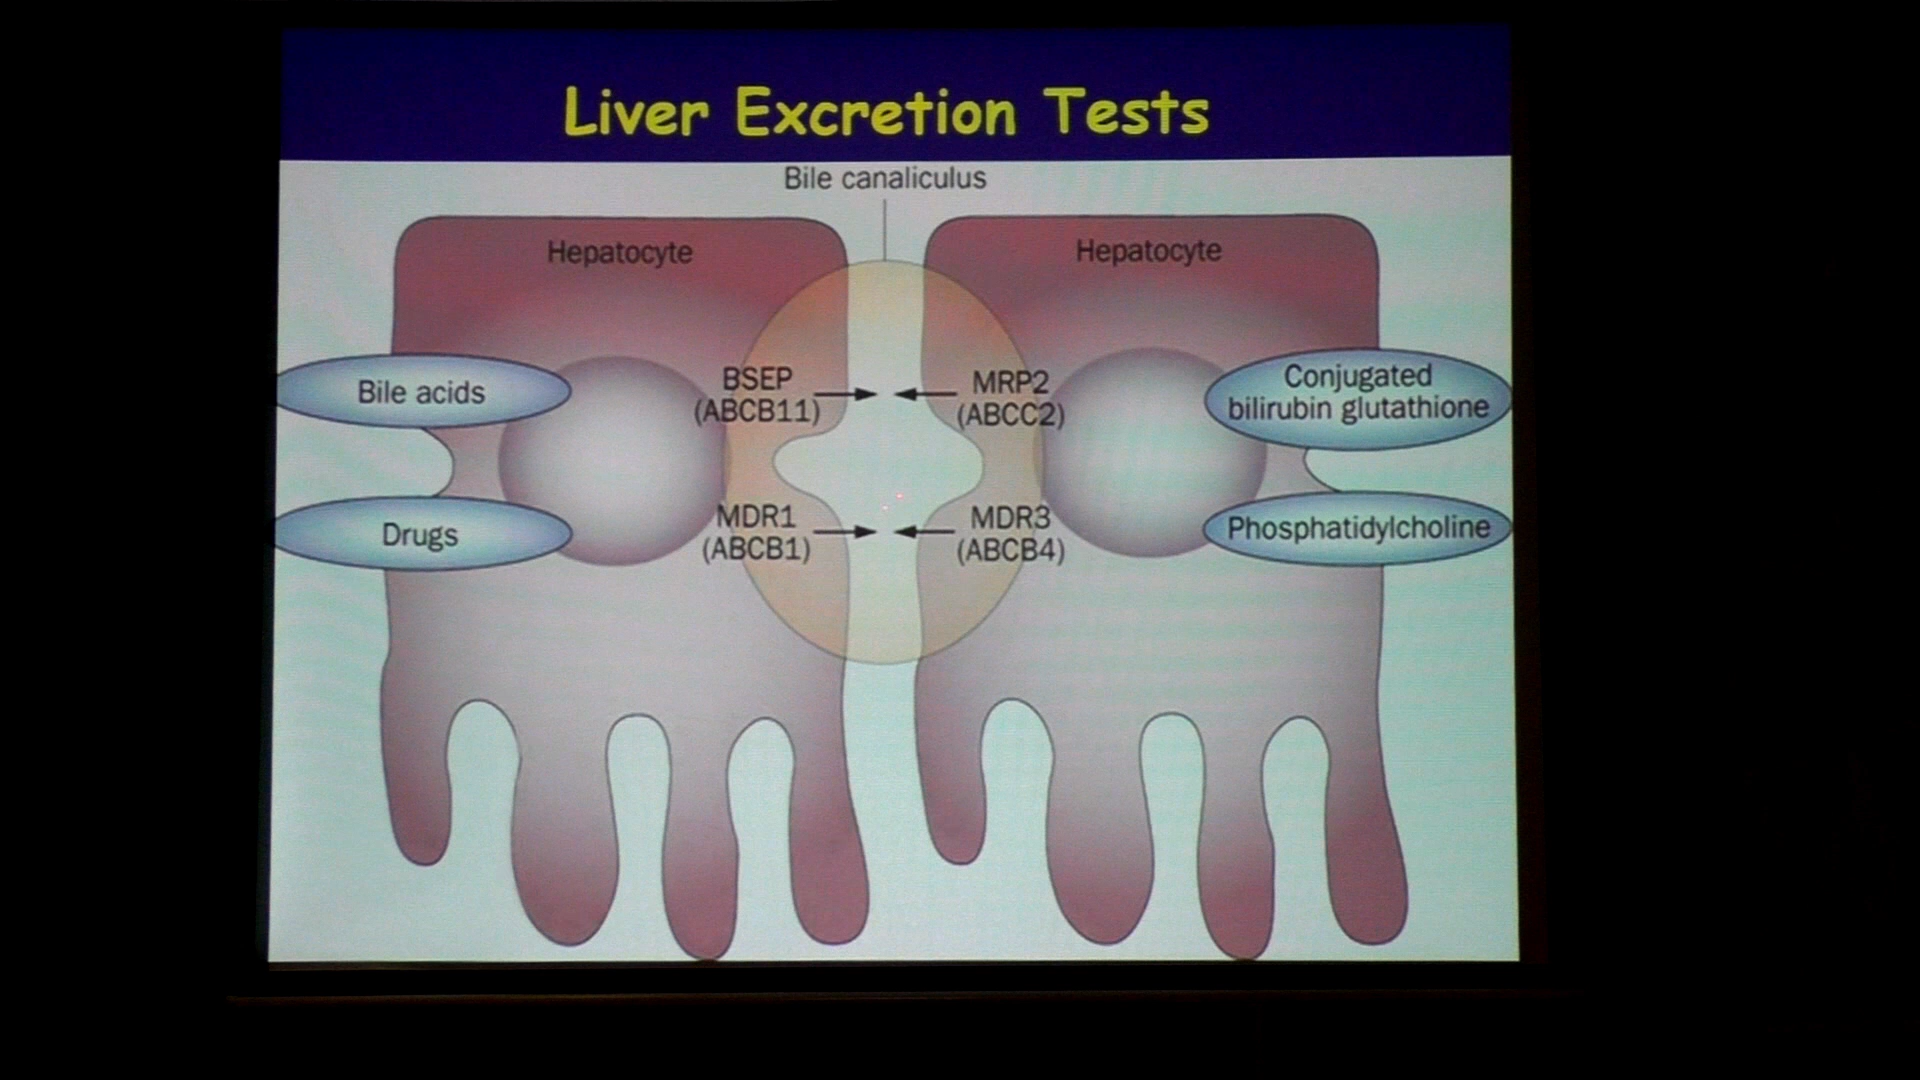 Liver Excretion Tests
Bile canaliculus
Hepatocyte
Hepatocyte
Bile acids
BSEP
(ABCB11)
MRP2
(ABCC2)
Conjugated
bilirubin glutathione
Drugs
MDR1
(ABCB1)
MDR3
(ABCB4)
Phosphatidylcholine